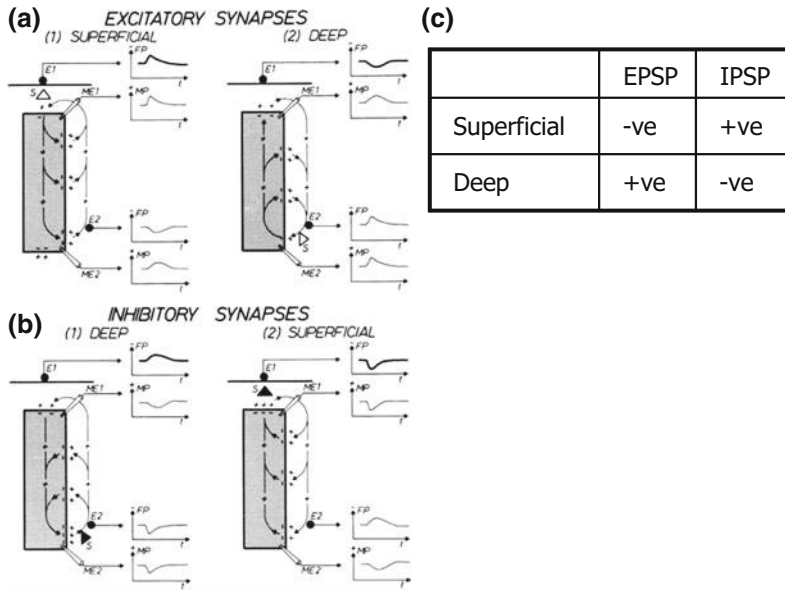 (a)
EXCITATORY SYNAPSES
(1) SUPERFICIAL
(2) DEEP
E1
FP
t
S
ME1
MP
t
E2
FP
t
ME2
MP
t
E1
FP
t
ME1
MP
t
E2
FP
t
S
ME2
MP
t
(b)
INHIBITORY SYNAPSES
(1) DEEP
(2) SUPERFICIAL
E1
FP
t
ME1
MP
t
E2
FP
t
S
ME2
MP
t
E1
FP
t
S
ME1
MP
t
E2
FP
t
ME2
MP
t
(c)
EPSP IPSP
Superficial -ve +ve
Deep +ve -ve